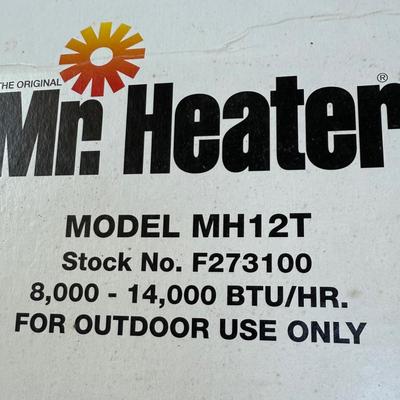 THE ORIGINAL
Mr. Heater®
MODEL MH12T
Stock No. F273100
8,000 - 14,000 BTU/HR.
FOR OUTDOOR USE ONLY